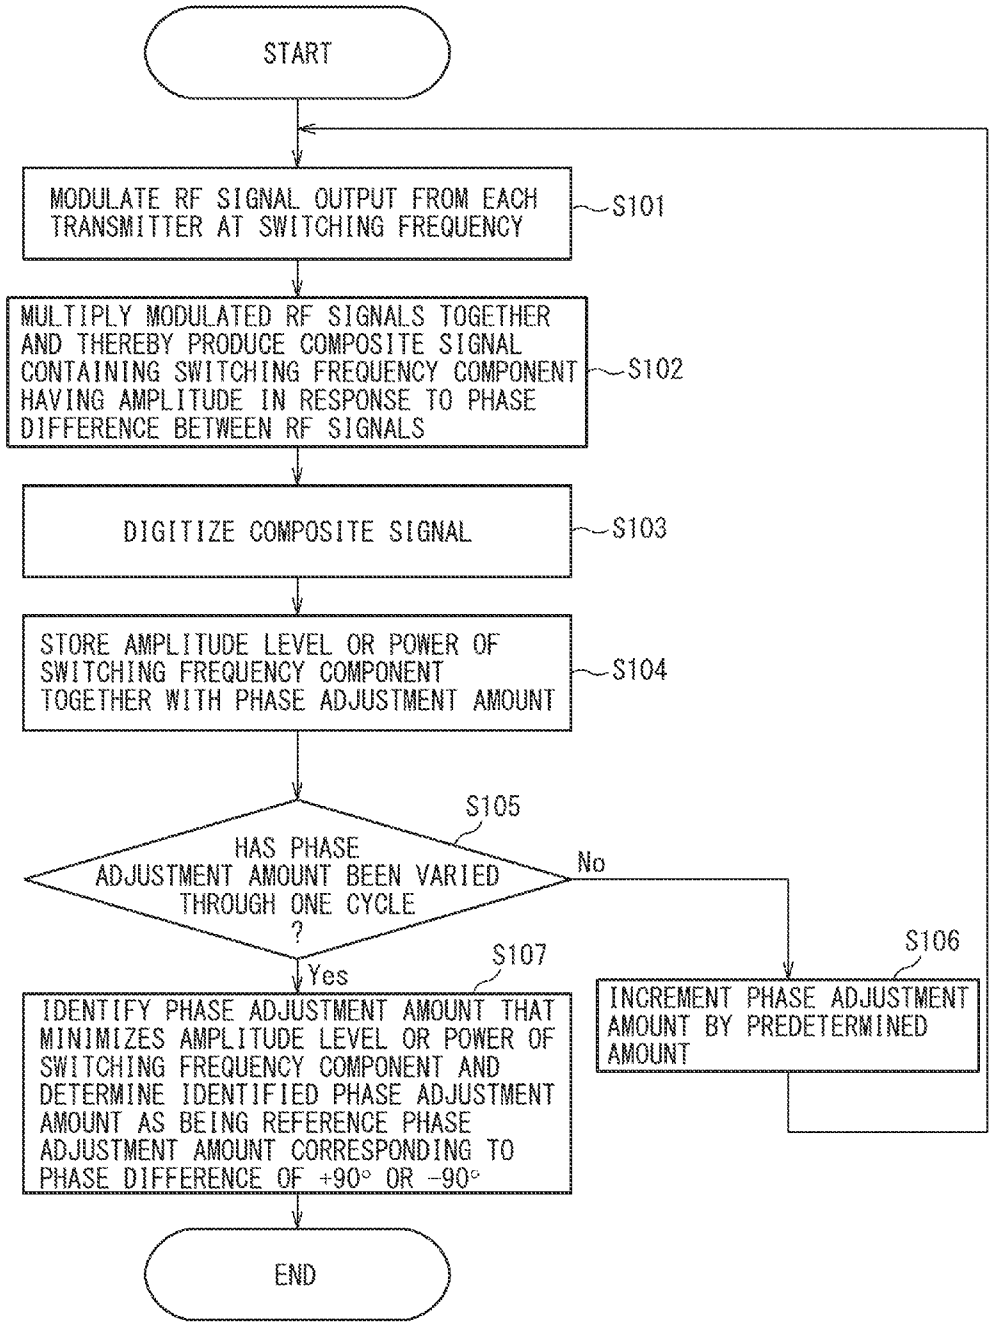 START
MODULATE RF SIGNAL OUTPUT FROM EACH
TRANSMITTER AT SWITCHING FREQUENCY
S101
MULTIPLY MODULATED RF SIGNALS TOGETHER
AND THEREBY PRODUCE COMPOSITE SIGNAL
CONTAINING SWITCHING FREQUENCY COMPONENT
HAVING AMPLITUDE IN RESPONSE TO PHASE
DIFFERENCE BETWEEN RF SIGNALS
S102
DIGITIZE COMPOSITE SIGNAL
S103
STORE AMPLITUDE LEVEL OR POWER OF
SWITCHING FREQUENCY COMPONENT
TOGETHER WITH PHASE ADJUSTMENT AMOUNT
S104
S105
HAS PHASE
ADJUSTMENT AMOUNT BEEN VARIED
THROUGH ONE CYCLE
?
No
S106
INCREMENT PHASE ADJUSTMENT
AMOUNT BY PREDETERMINED
AMOUNT
Yes
S107
IDENTIFY PHASE ADJUSTMENT AMOUNT THAT
MINIMIZES AMPLITUDE LEVEL OR POWER OF
SWITCHING FREQUENCY COMPONENT AND
DETERMINE IDENTIFIED PHASE ADJUSTMENT
AMOUNT AS BEING REFERENCE PHASE
ADJUSTMENT AMOUNT CORRESPONDING TO
PHASE DIFFERENCE OF +90° OR -90°
END